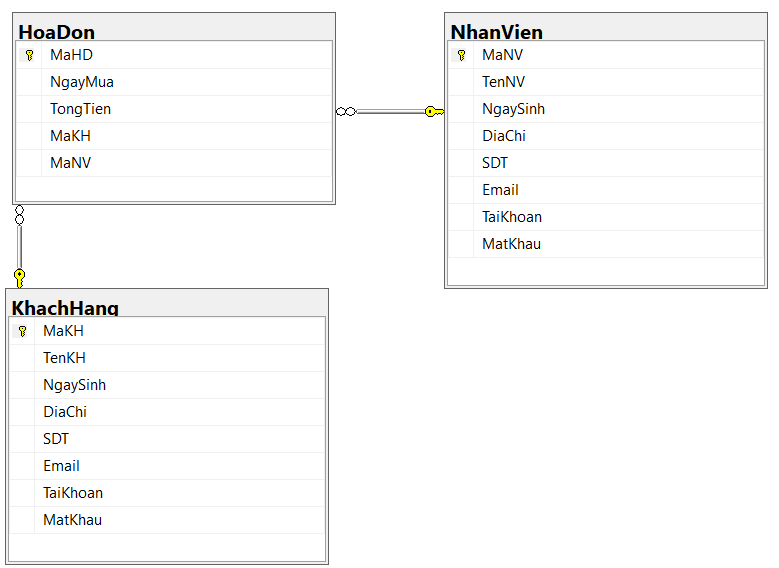 HoaDon
MaHD
NgayMua
TongTien
MaKH
MaNV
NhanVien
MaNV
TenNV
NgaySinh
DiaChi
SDT
Email
TaiKhoan
MatKhau
KhachHang
MaKH
TenKH
NgaySinh
DiaChi
SDT
Email
TaiKhoan
MatKhau